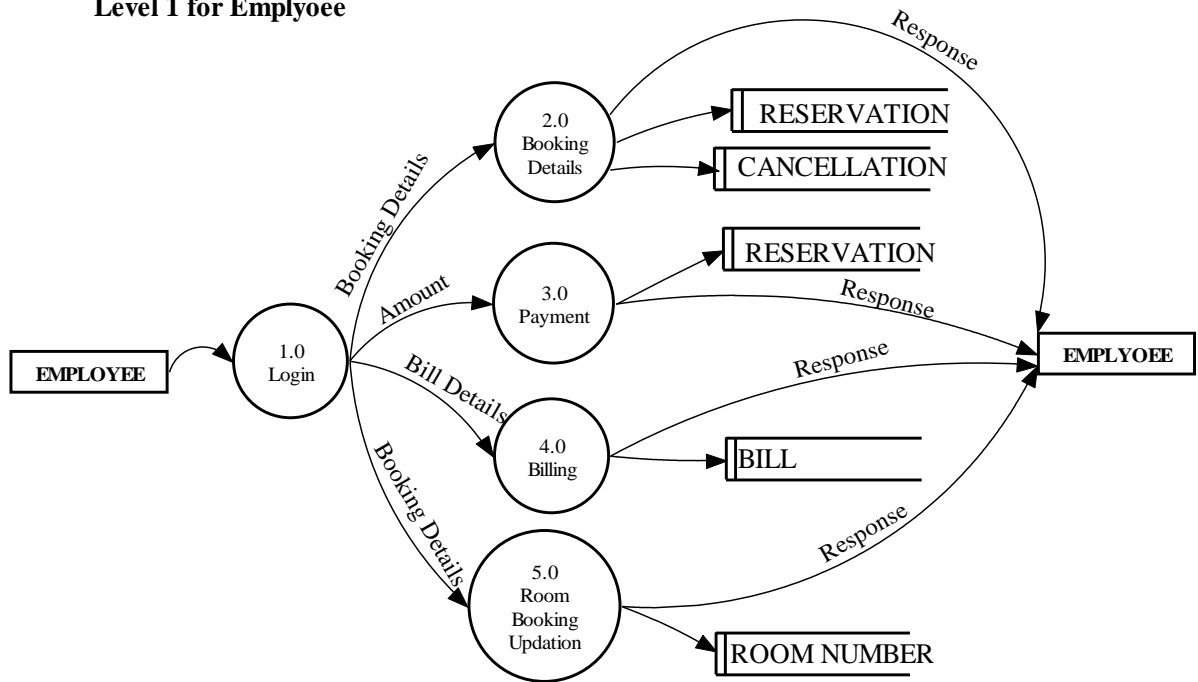 Level 1 for Emplyoee
Response
2.0
Booking
Details
RESERVATION
CANCELLATION
Booking Details
RESERVATION
Amount
3.0
Payment
Response
EMPLOYEE
1.0
Login
EMPLYOEE
Response
Bill Details
4.0
Billing
BILL
Booking Details
Response
5.0
Room
Booking
Updation
ROOM NUMBER